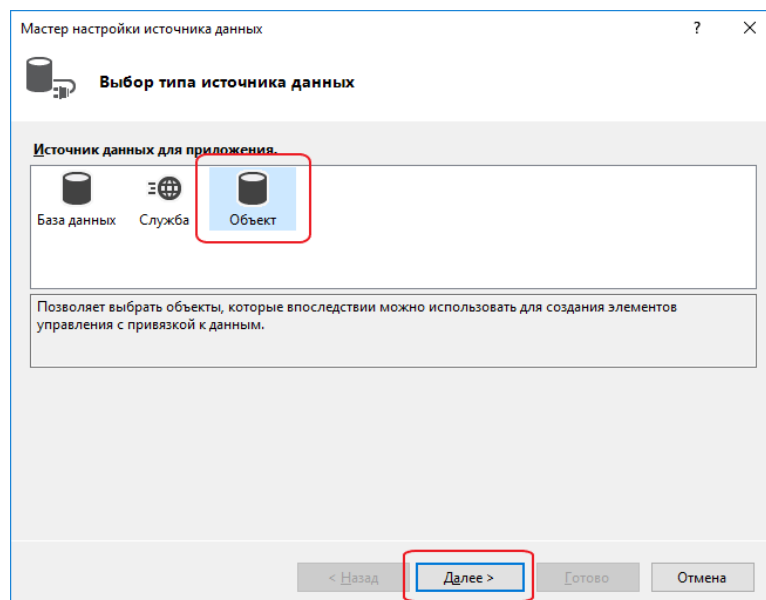 Мастер настройки источника данных
?
Выбор типа источника данных
Источник данных для приложения.
База данных Служба Объект
Позволяет выбрать объекты, которые впоследствии можно использовать для создания элементов
управления с привязкой к данным.
< Назад Далее > Готово Отмена